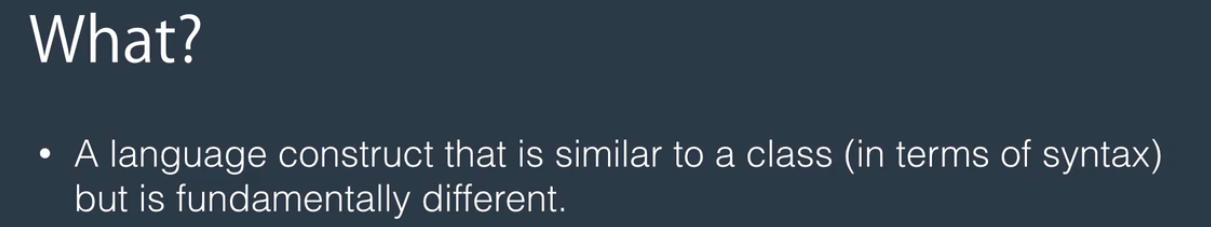 What?
• A language construct that is similar to a class (in terms of syntax)
but is fundamentally different.